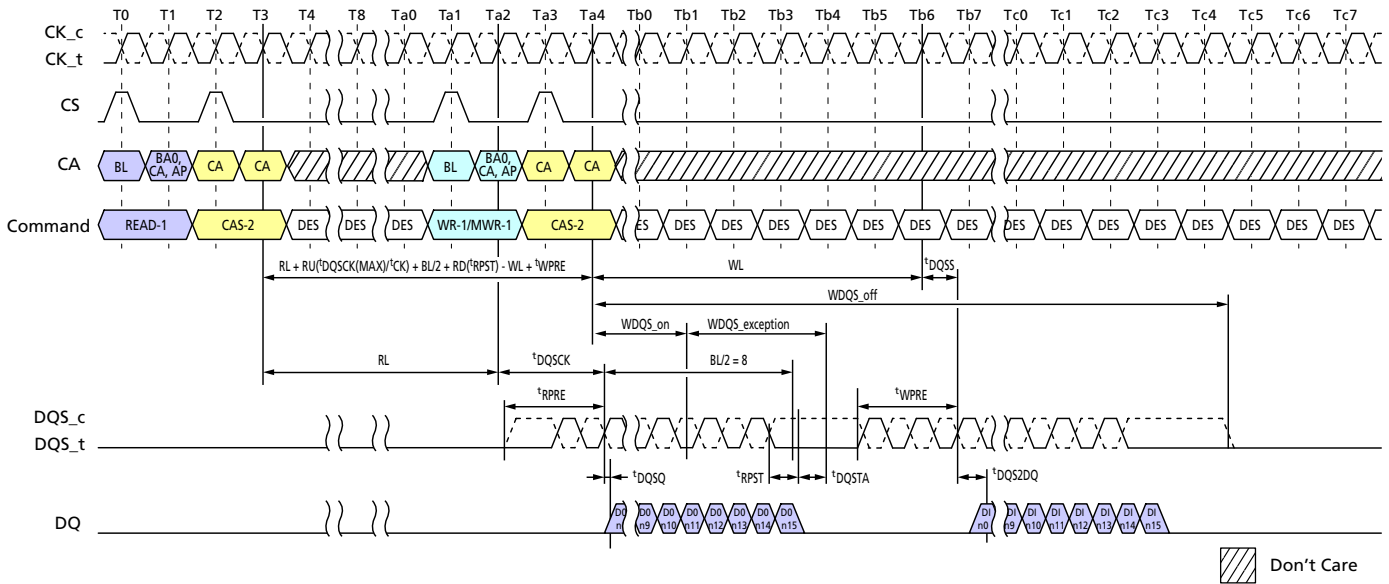 T0 T1 T2 T3 T4 T8 Ta0 Ta1 Ta2 Ta3 Ta4 Tb0 Tb1 Tb2 Tb3 Tb4 Tb5 Tb6 Tb7 Tc0 Tc1 Tc2 Tc3 Tc4 Tc5 Tc6 Tc7
CK_c
CK_t
CS
CA BL BA0, CA, AP CA CA BL BA0, CA, AP CA CA
Command READ-1 CAS-2 DES DES DES WR-1/MWR-1 CAS-2 DES DES DES DES DES DES DES DES DES DES DES DES DES DES DES DES
RL + RU(tDQSCK(MAX)/tCK) + BL/2 + RD(tRPST) - WL + tWPRE WL tDQSS
WDQS_off
WDQS_on WDQS_exception
RL tDQSCK BL/2 = 8
tRPRE tWPRE
DQS_c
DQS_t
tDQSQ tRPST tDQSTA tDQS2DQ
DQ D0 n D0 n9 D0 n10 D0 n11 D0 n12 D0 n13 D0 n14 D0 n15 DI n0 DI n9 DI n10 DI n11 DI n12 DI n13 DI n14 DI n15
Don't Care